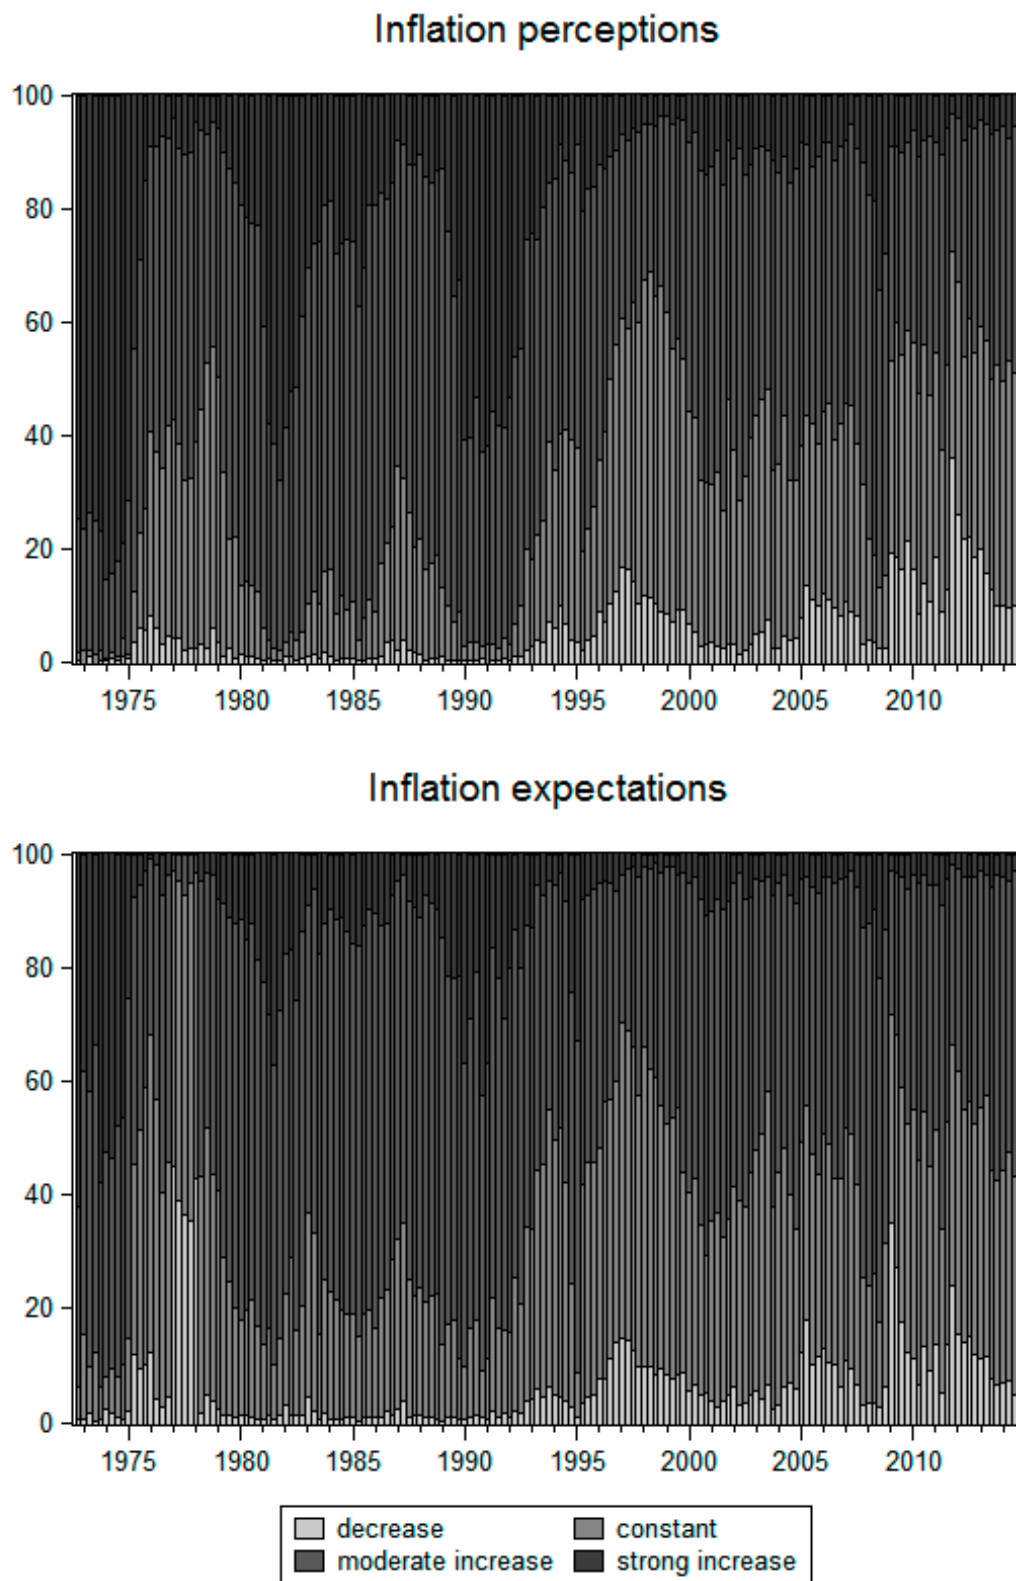 Inflation perceptions
100
80
60
40
20
0
1975 1980 1985 1990 1995 2000 2005 2010
Inflation expectations
100
80
60
40
20
0
1975 1980 1985 1990 1995 2000 2005 2010
decrease constant
moderate increase strong increase